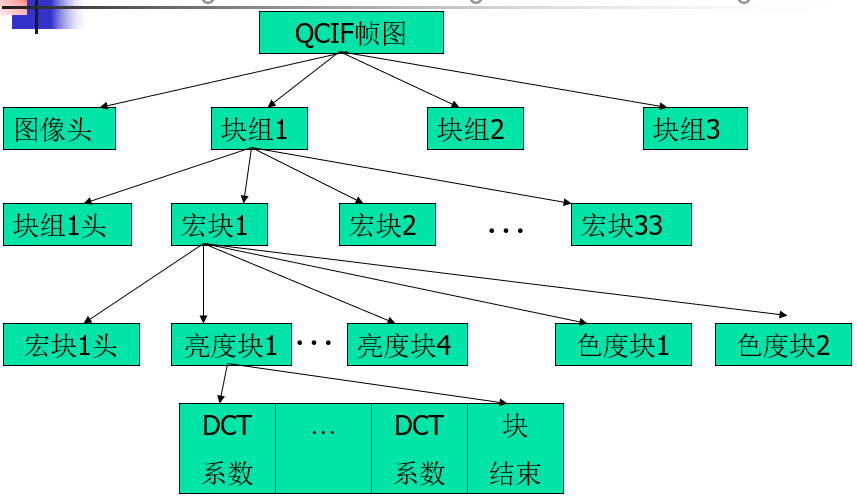 QCIF帧图
图像头
块组1
块组2
块组3
块组1头
宏块1
宏块2
…
宏块33
宏块1头
亮度块1
…
亮度块4
色度块1
色度块2
DCT
系数
…
DCT
系数
块
结束